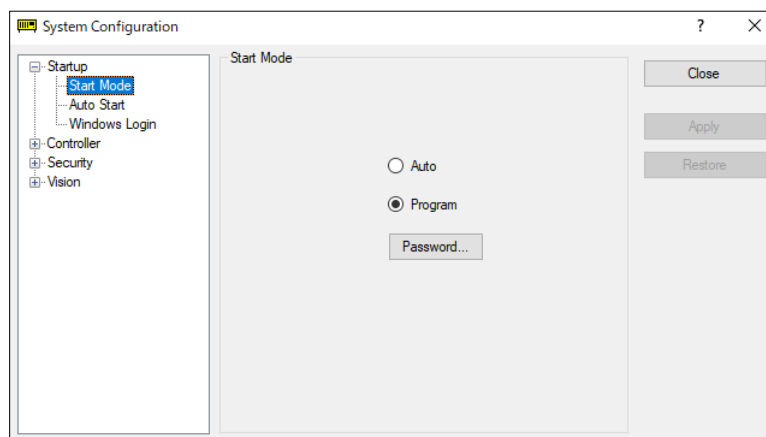 System Configuration
?
Startup
Start Mode
Auto Start
Windows Login
Controller
Security
Vision
Start Mode
Auto
Program
Password...
Close
Apply
Restore